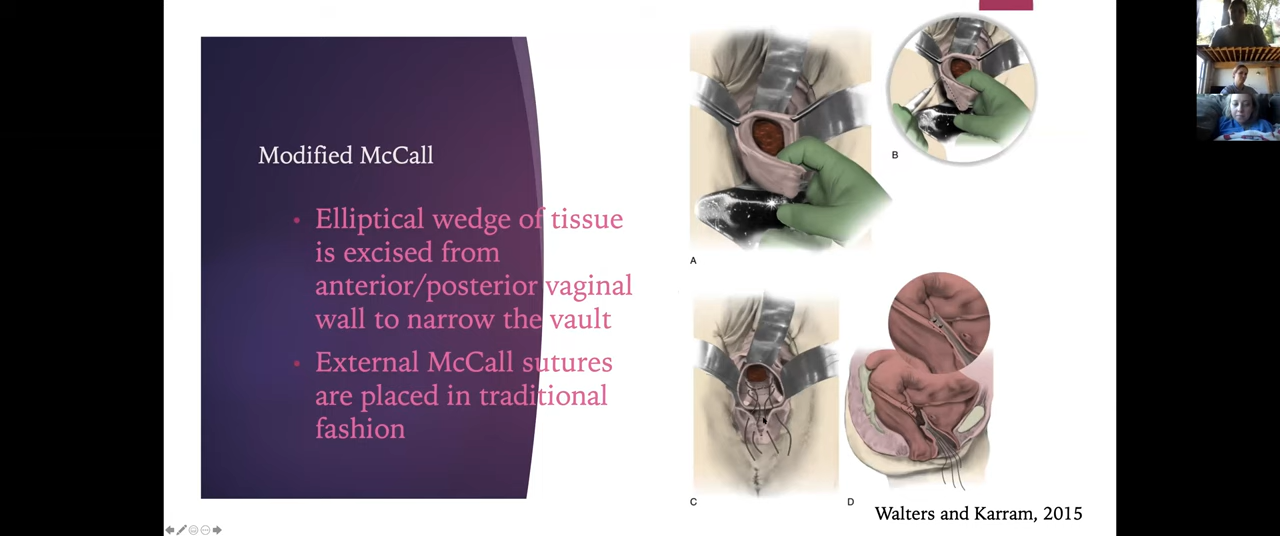 Modified McCall
• Elliptical wedge of tissue
is excised from
anterior/posterior vaginal
wall to narrow the vault
• External McCall sutures
are placed in traditional
fashion
A
B
C
D
Walters and Karram, 2015